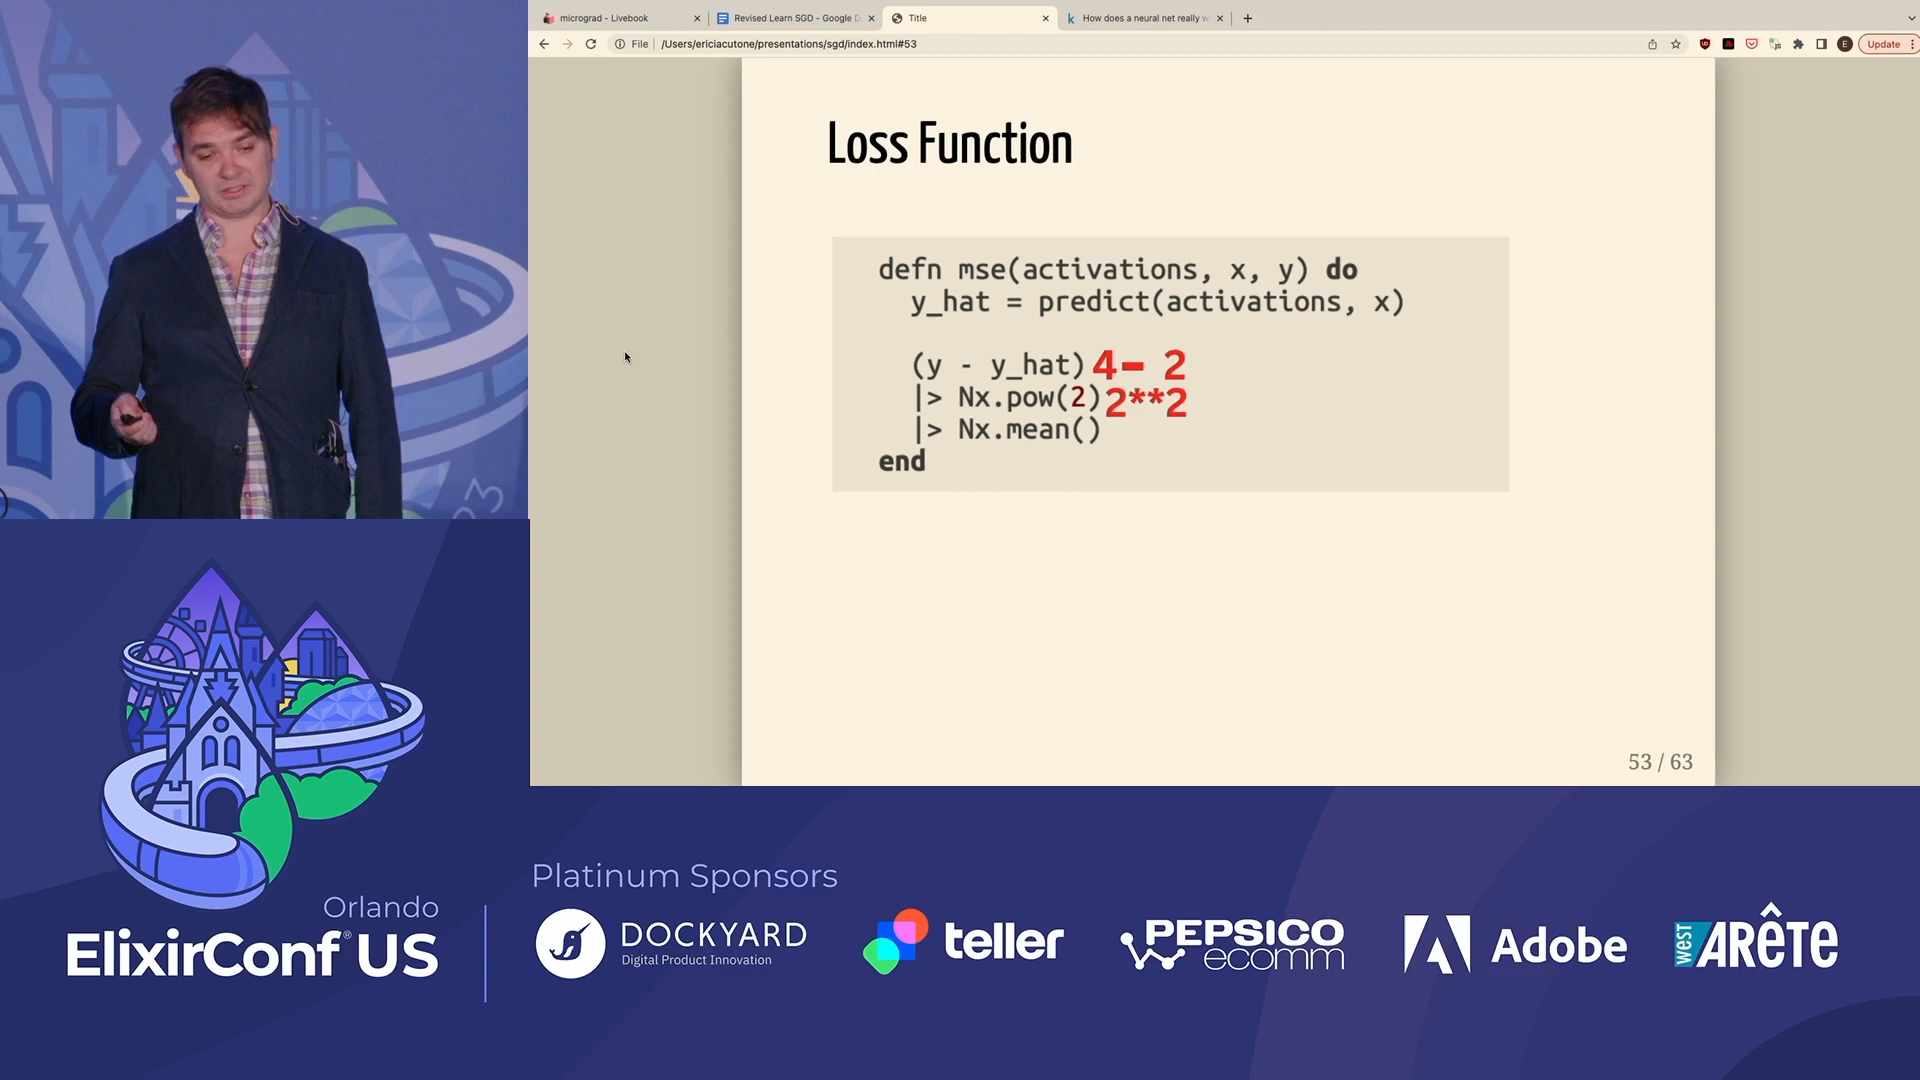 micrograd - Livebook
Revised Learn SGD - Google D
Title
How does a neural net really w
File
/Users/ericiacutone/presentations/sgd/index.html#53
E
Update
Loss Function
defn mse(activations, x, y) do
y_hat = predict(activations, x)
(y - y_hat) 4- 2
|> Nx.pow(2) 2**2
|> Nx.mean()
end
53 / 63
Orlando
ElixirConf® US
Platinum Sponsors
DOCKYARD
Digital Product Innovation
teller
PEPSICO
ecomm
Adobe
west ARÊTE